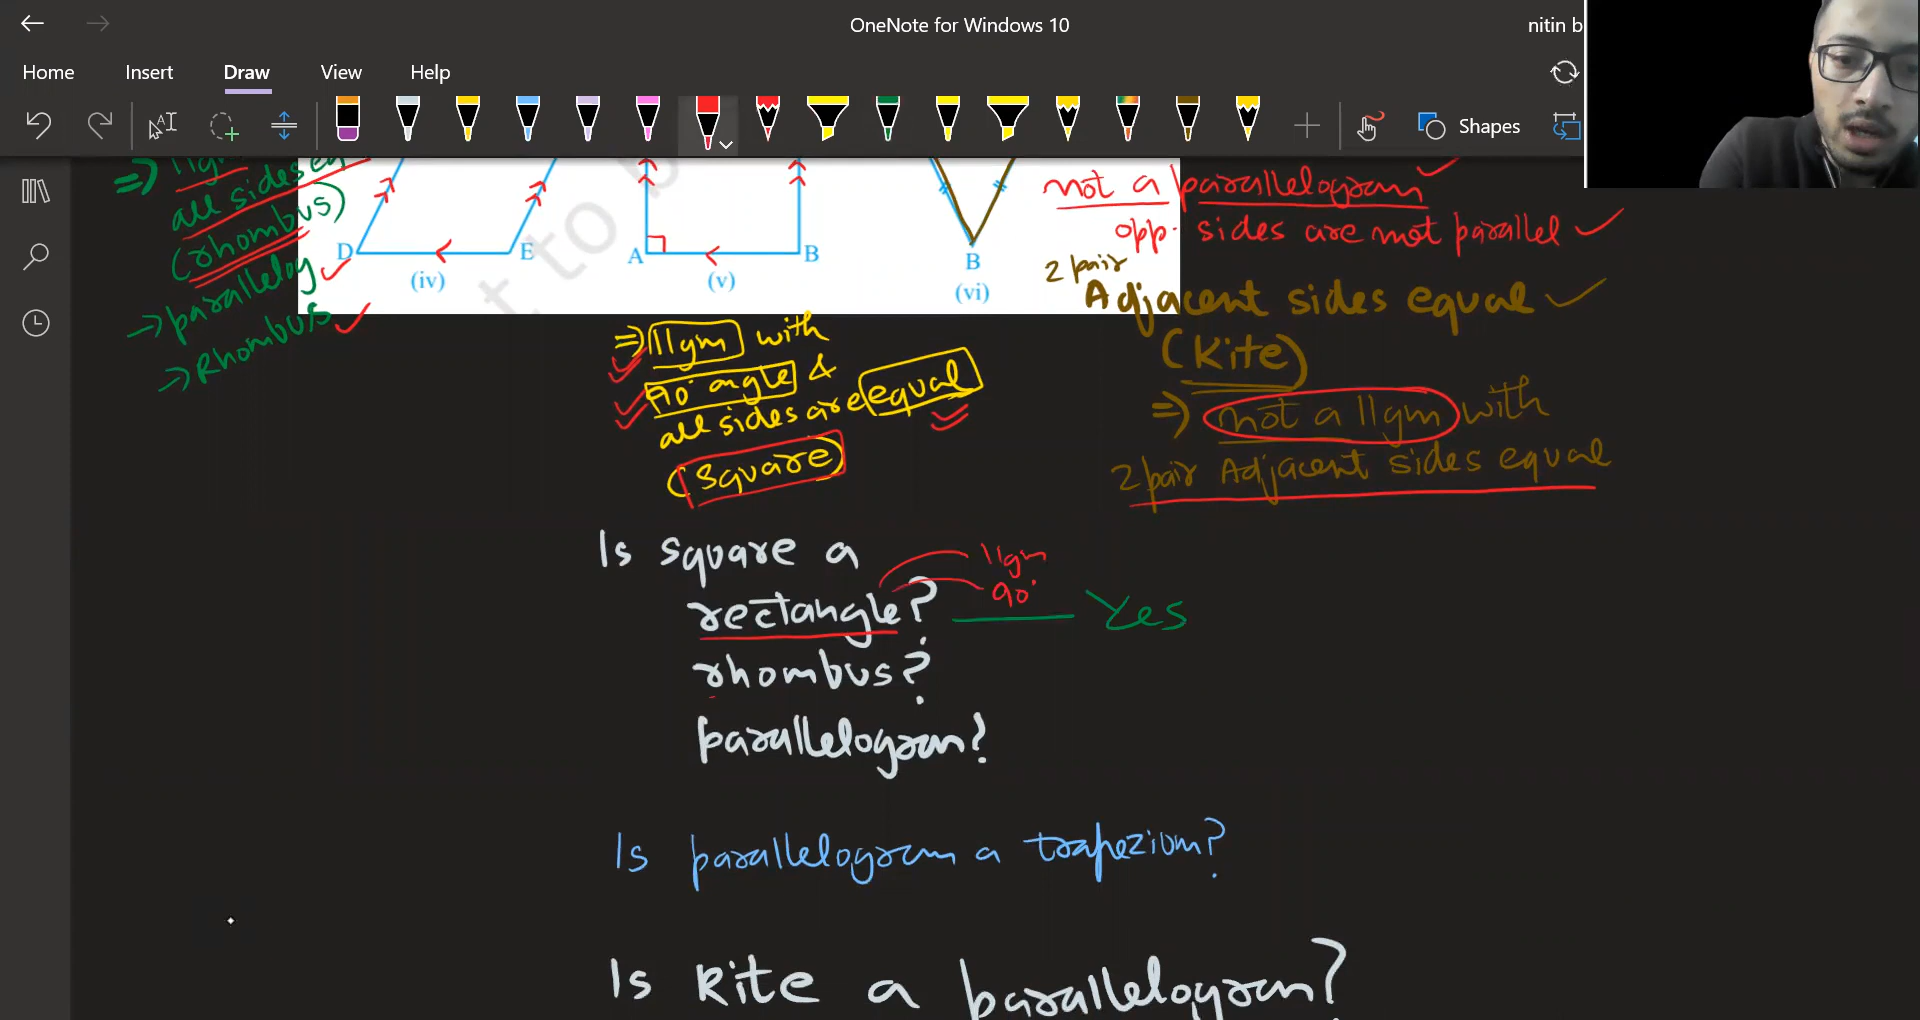 OneNote for Windows 10
nitin b
Home Insert Draw View Help
Shapes
⇒) llgm
all sides eq
(rhombus)
→ parallelog
→ Rhombus
D E
(iv)
A B
(v)
B
(vi)
t to b
not a parallelogram
opp. sides are not parallel
2 pair
Adjacent sides equal
(Kite)
⇒) not a llgm with
2 pair Adjacent sides equal
⇒) llgm with
90° angle &
all sides are equal
(Square)
Is square a
rectangle? Yes
llgm
90°
rhombus?
parallelogram?
Is parallelogram a trapezium?
Is Kite a parallelogram?